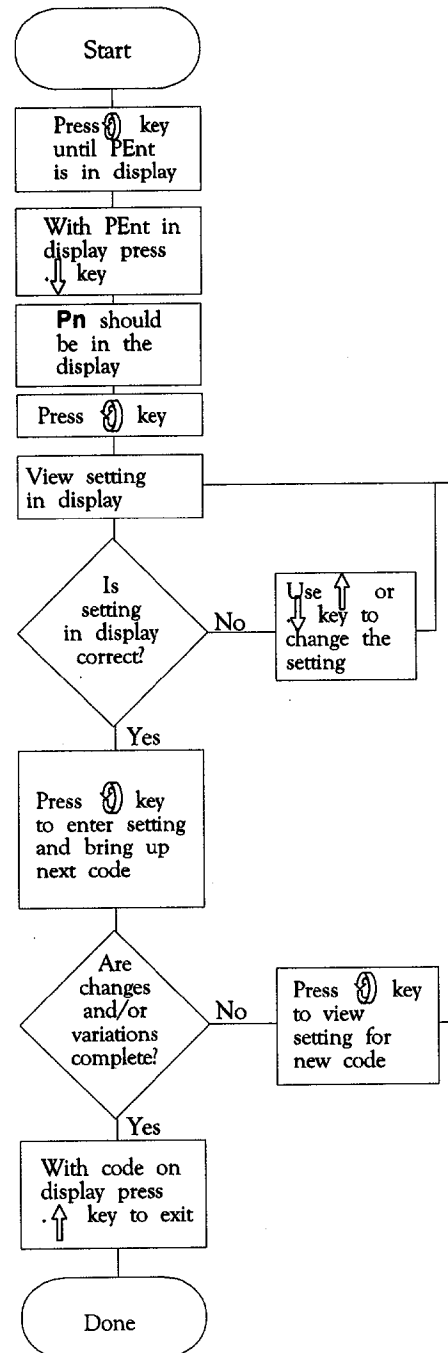 Start
Press key
until PEnt
is in display
With PEnt in
display press
. ⇩ key
Pn should
be in the
display
Press key
View setting
in display
Is
setting
in display
correct?
No
Use ⇧ or
⇩ key to
change the
setting
Yes
Press key
to enter setting
and bring up
next code
Are
changes
and/or
variations
complete?
No
Press key
to view
setting for
new code
Yes
With code on
display press
. ⇧ key to exit
Done